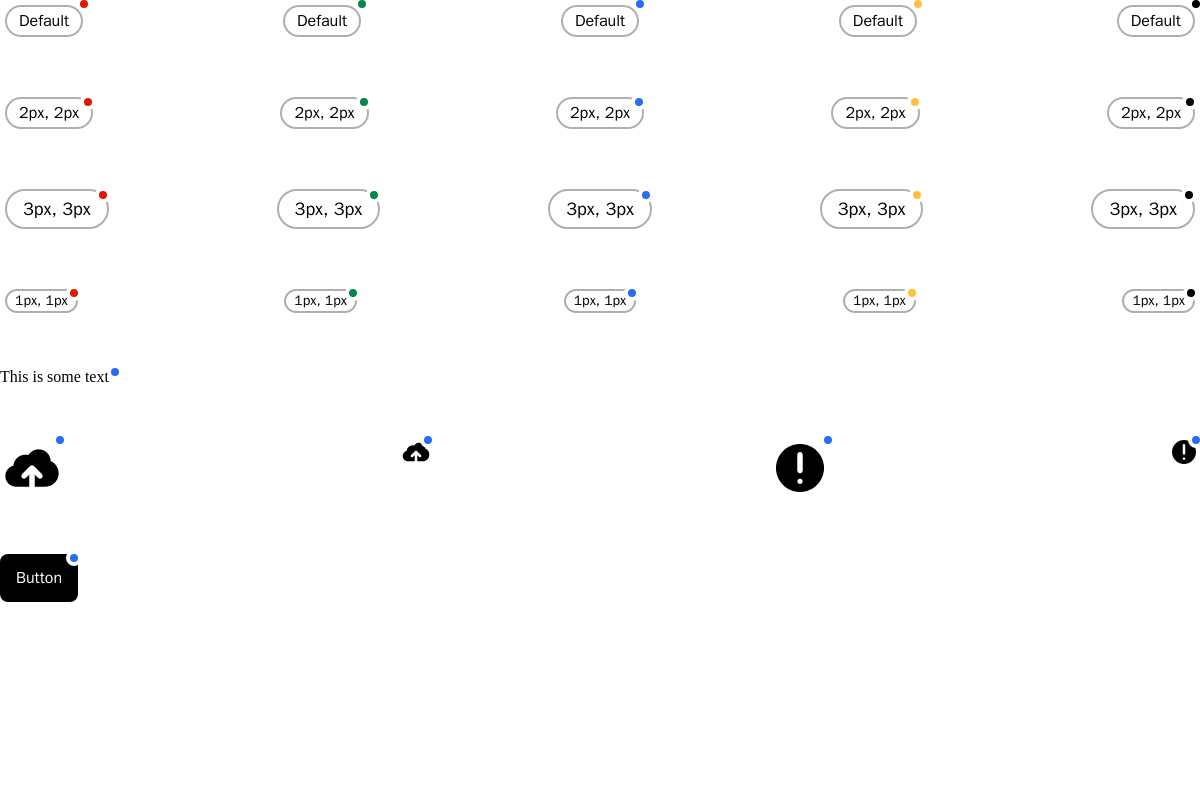 Default Default Default Default Default
2px, 2px 2px, 2px 2px, 2px 2px, 2px 2px, 2px
3px, 3px 3px, 3px 3px, 3px 3px, 3px 3px, 3px
1px, 1px 1px, 1px 1px, 1px 1px, 1px 1px, 1px
This is some text
Button